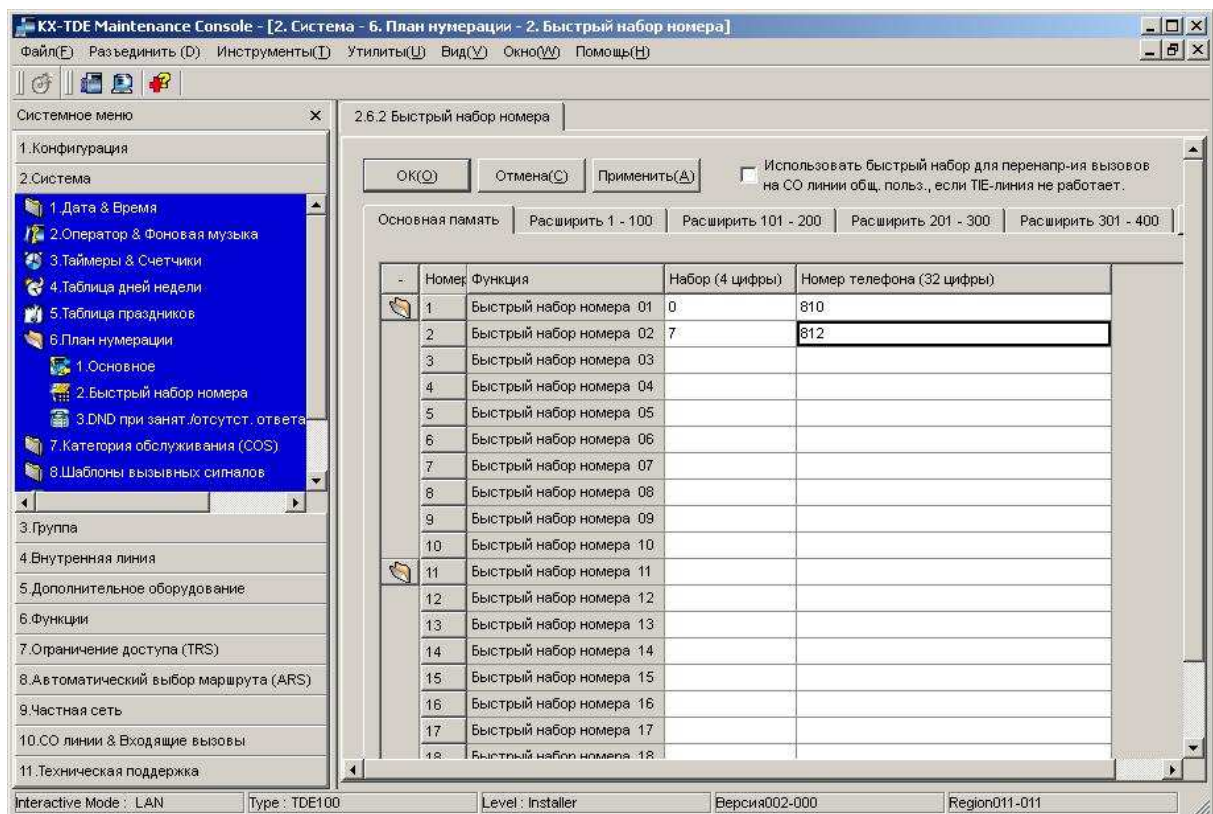 KX-TDE Maintenance Console - [2. Система - 6. План нумерации - 2. Быстрый набор номера]
Файл(F) Разъединить (D) Инструменты(T) Утилиты(U) Вид(V) Окно(W) Помощь(H)
Системное меню
1.Конфигурация
2.Система
1.Дата & Время
2.Оператор & Фоновая музыка
3.Таймеры & Счетчики
4.Таблица дней недели
5.Таблица праздников
6.План нумерации
1.Основное
2.Быстрый набор номера
3.DND при занят./отсутст. ответа
7.Категория обслуживания (COS)
8.Шаблоны вызывных сигналов
3.Группа
4.Внутренняя линия
5.Дополнительное оборудование
6.Функции
7.Ограничение доступа (TRS)
8.Автоматический выбор маршрута (ARS)
9.Частная сеть
10.CO линии & Входящие вызовы
11.Техническая поддержка
2.6.2 Быстрый набор номера
ОК(O) Отмена(C) Применить(A)
Использовать быстрый набор для перенапр-ия вызовов
на СО линии общ. польз., если TIE-линия не работает.
Основная память Расширить 1 - 100 Расширить 101 - 200 Расширить 201 - 300 Расширить 301 - 400
- Номер Функция Набор (4 цифры) Номер телефона (32 цифры)
1 Быстрый набор номера 01 0 810
2 Быстрый набор номера 02 7 812
3 Быстрый набор номера 03
4 Быстрый набор номера 04
5 Быстрый набор номера 05
6 Быстрый набор номера 06
7 Быстрый набор номера 07
8 Быстрый набор номера 08
9 Быстрый набор номера 09
10 Быстрый набор номера 10
11 Быстрый набор номера 11
12 Быстрый набор номера 12
13 Быстрый набор номера 13
14 Быстрый набор номера 14
15 Быстрый набор номера 15
16 Быстрый набор номера 16
17 Быстрый набор номера 17
18 Быстрый набор номера 18
Interactive Mode : LAN Type : TDE100 Level : Installer Версия002-000 Region011-011